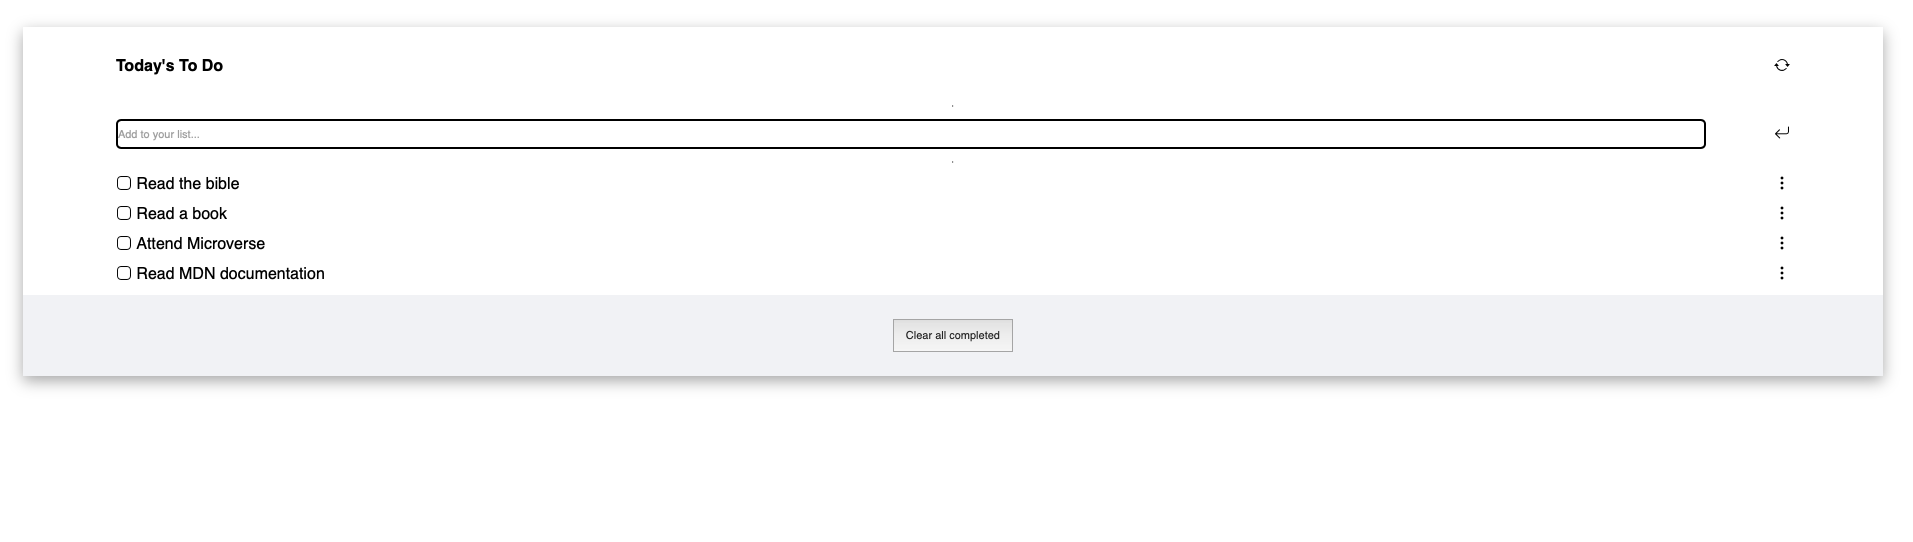 Today's To Do
Add to your list...
Read the bible
Read a book
Attend Microverse
Read MDN documentation
Clear all completed